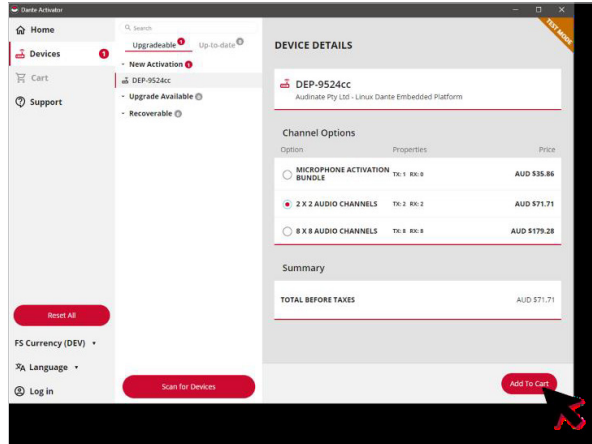 Dante Activator
TEST MODE
Home
Devices 1
Cart
Support
Reset All
FS Currency (DEV)
Language
Log in
Search
Upgradeable 1 Up-to-date 0
- New Activation 1
DEP-9524cc
- Upgrade Available 0
- Recoverable 0
Scan for Devices
DEVICE DETAILS
DEP-9524cc
Audinate Pty Ltd - Linux Dante Embedded Platform
Channel Options
Option Properties Price
MICROPHONE ACTIVATION BUNDLE TX: 1 RX: 0 AUD $35.86
2 X 2 AUDIO CHANNELS TX: 2 RX: 2 AUD $71.71
8 X 8 AUDIO CHANNELS TX: 8 RX: 8 AUD $179.28
Summary
TOTAL BEFORE TAXES AUD $71.71
Add To Cart